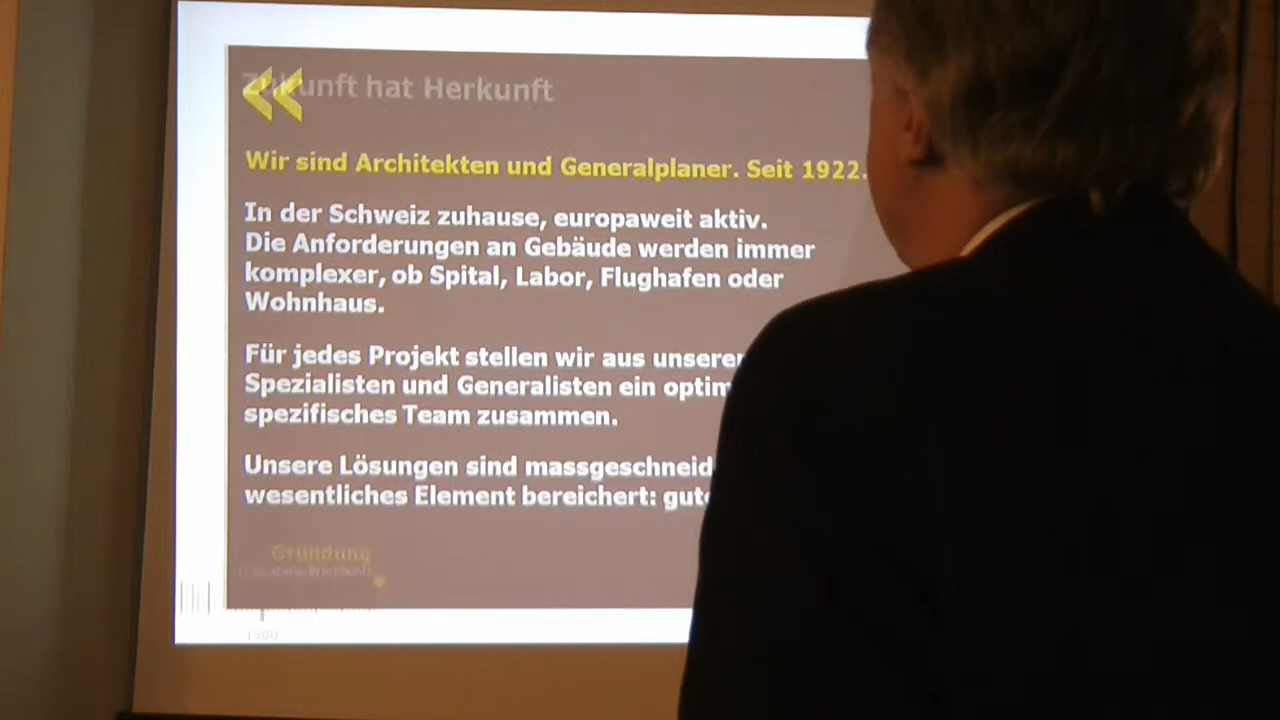 Zukunft hat Herkunft
Wir sind Architekten und Generalplaner. Seit 1922.
In der Schweiz zuhause, europaweit aktiv.
Die Anforderungen an Gebäude werden immer
komplexer, ob Spital, Labor, Flughafen oder
Wohnhaus.
Für jedes Projekt stellen wir aus unseren
Spezialisten und Generalisten ein optim
spezifisches Team zusammen.
Unsere Lösungen sind massgeschneid
wesentliches Element bereichert: gute
Gründung
1900